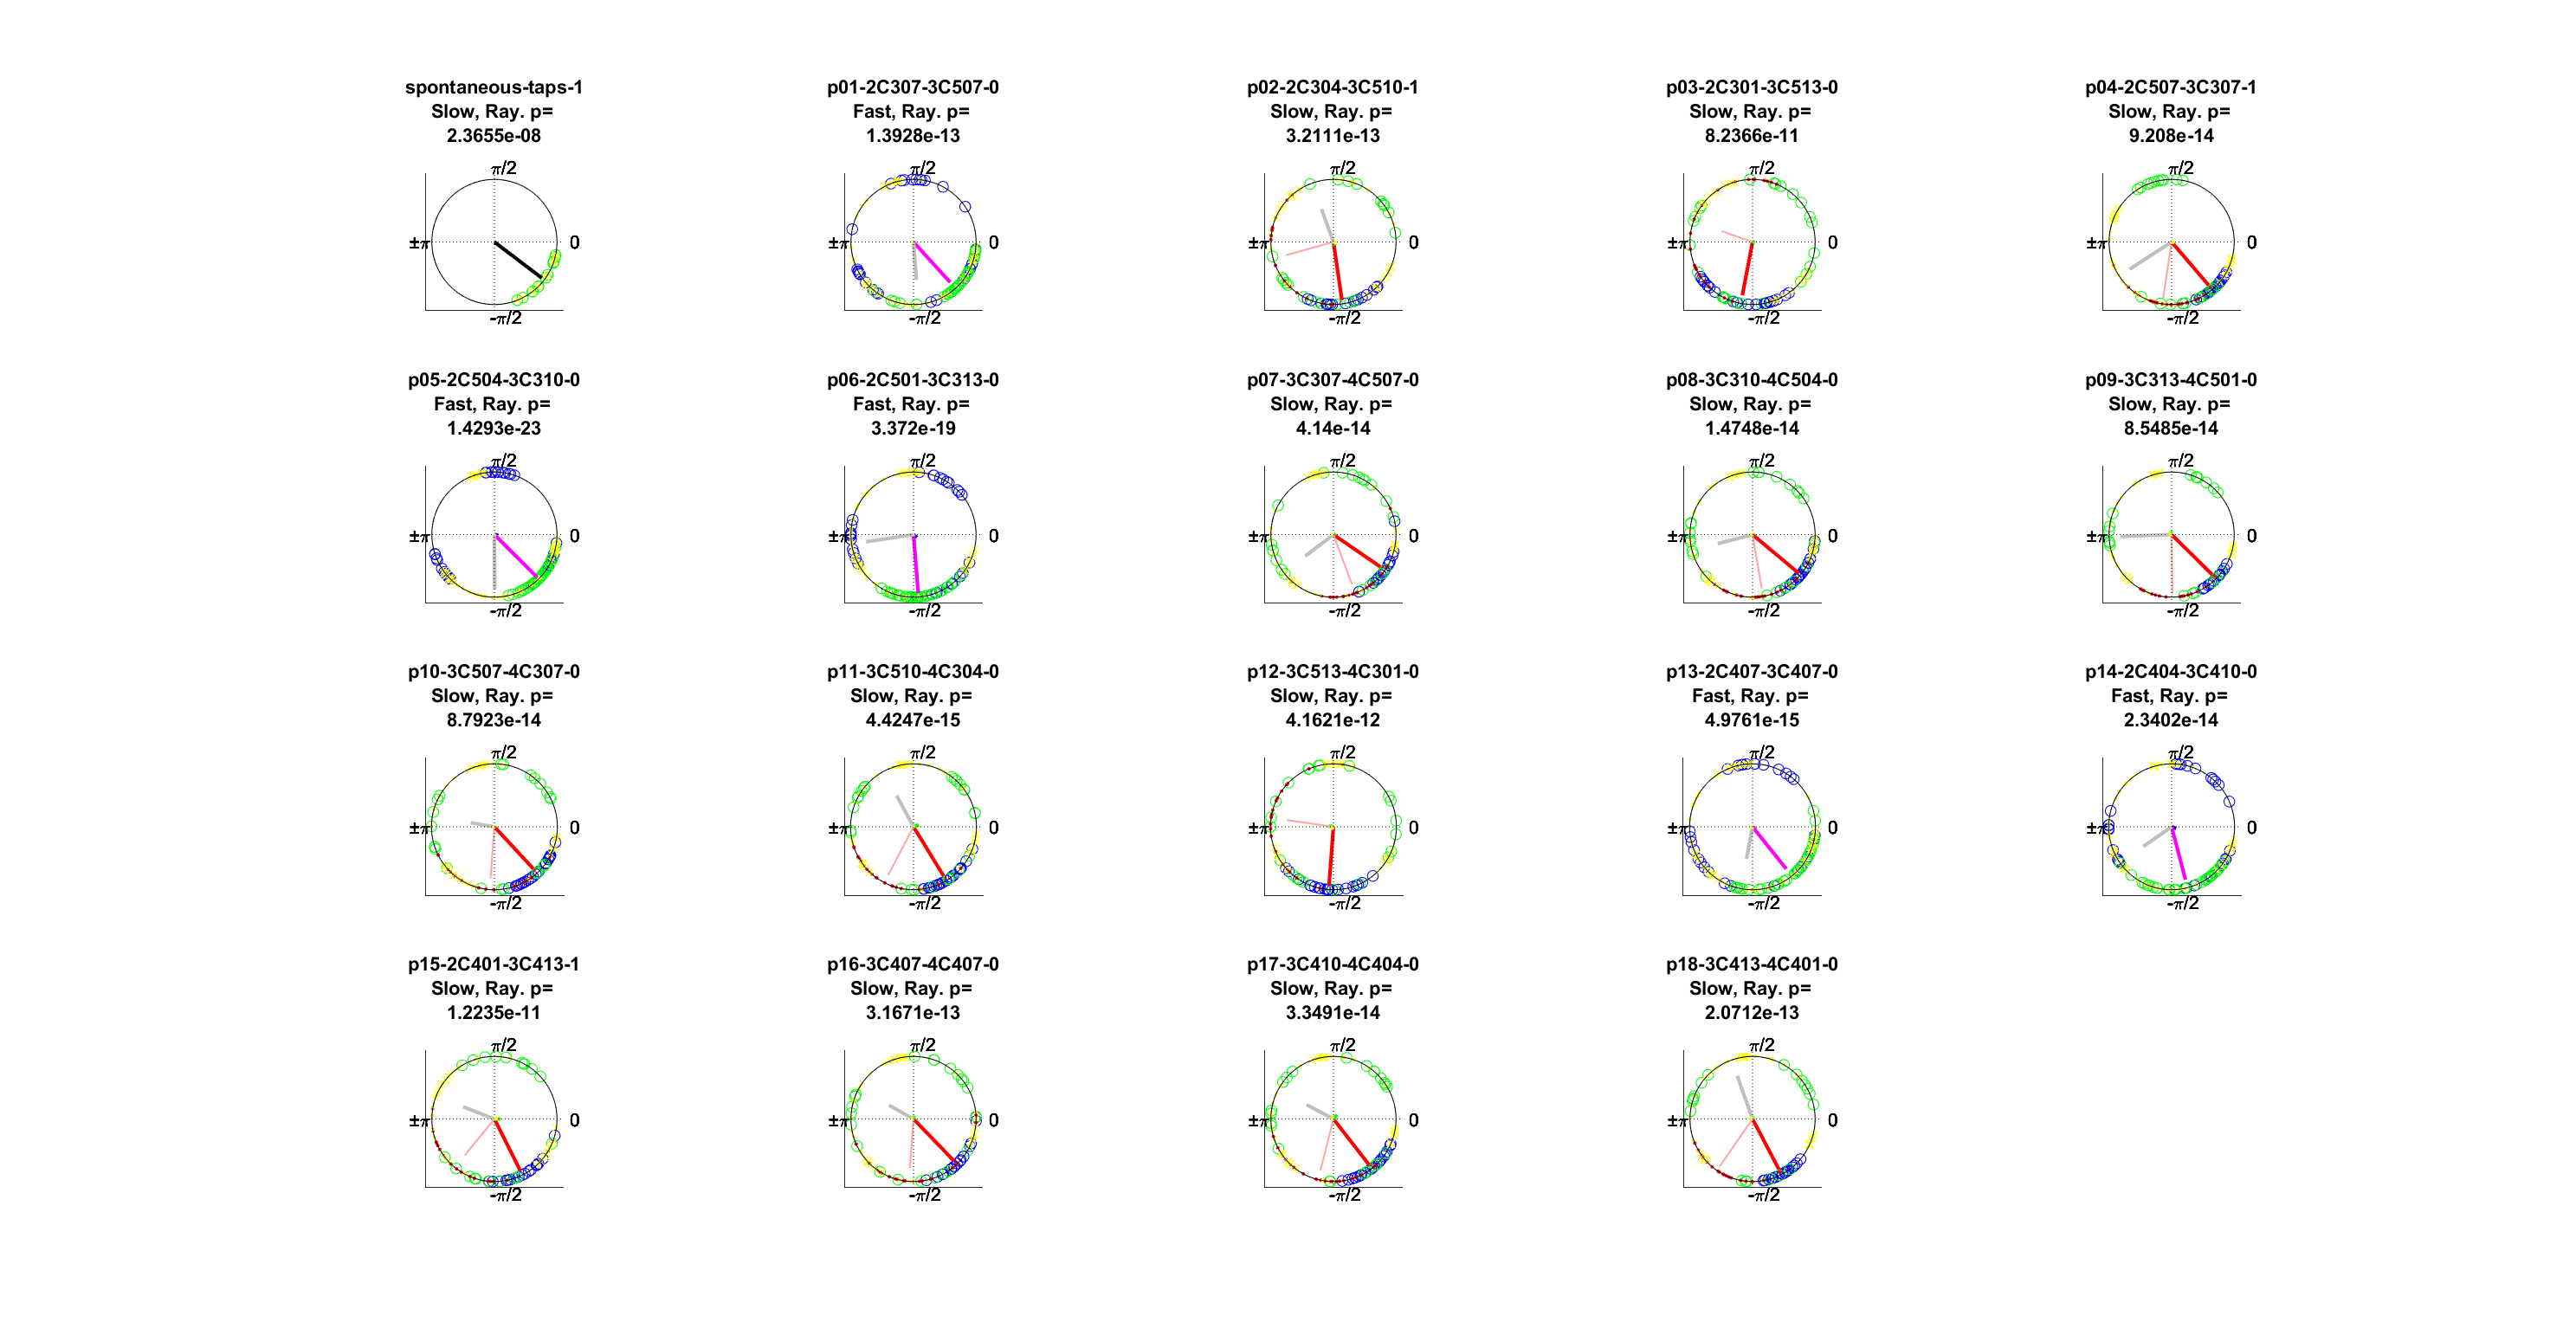 spontaneous-taps-1
Slow, Ray. p=
2.3655e-08
π/2
±π
0
-π/2
p01-2C307-3C507-0
Fast, Ray. p=
1.3928e-13
π/2
±π
0
-π/2
p02-2C304-3C510-1
Slow, Ray. p=
3.2111e-13
π/2
±π
0
-π/2
p03-2C301-3C513-0
Slow, Ray. p=
8.2366e-11
π/2
±π
0
-π/2
p04-2C507-3C307-1
Slow, Ray. p=
9.208e-14
π/2
±π
0
-π/2
p05-2C504-3C310-0
Fast, Ray. p=
1.4293e-23
π/2
±π
0
-π/2
p06-2C501-3C313-0
Fast, Ray. p=
3.372e-19
π/2
±π
0
-π/2
p07-3C307-4C507-0
Slow, Ray. p=
4.14e-14
π/2
±π
0
-π/2
p08-3C310-4C504-0
Slow, Ray. p=
1.4748e-14
π/2
±π
0
-π/2
p09-3C313-4C501-0
Slow, Ray. p=
8.5485e-14
π/2
±π
0
-π/2
p10-3C507-4C307-0
Slow, Ray. p=
8.7923e-14
π/2
±π
0
-π/2
p11-3C510-4C304-0
Slow, Ray. p=
4.4247e-15
π/2
±π
0
-π/2
p12-3C513-4C301-0
Slow, Ray. p=
4.1621e-12
π/2
±π
0
-π/2
p13-2C407-3C407-0
Fast, Ray. p=
4.9761e-15
π/2
±π
0
-π/2
p14-2C404-3C410-0
Fast, Ray. p=
2.3402e-14
π/2
±π
0
-π/2
p15-2C401-3C413-1
Slow, Ray. p=
1.2235e-11
π/2
±π
0
-π/2
p16-3C407-4C407-0
Slow, Ray. p=
3.1671e-13
π/2
±π
0
-π/2
p17-3C410-4C404-0
Slow, Ray. p=
3.3491e-14
π/2
±π
0
-π/2
p18-3C413-4C401-0
Slow, Ray. p=
2.0712e-13
π/2
±π
0
-π/2